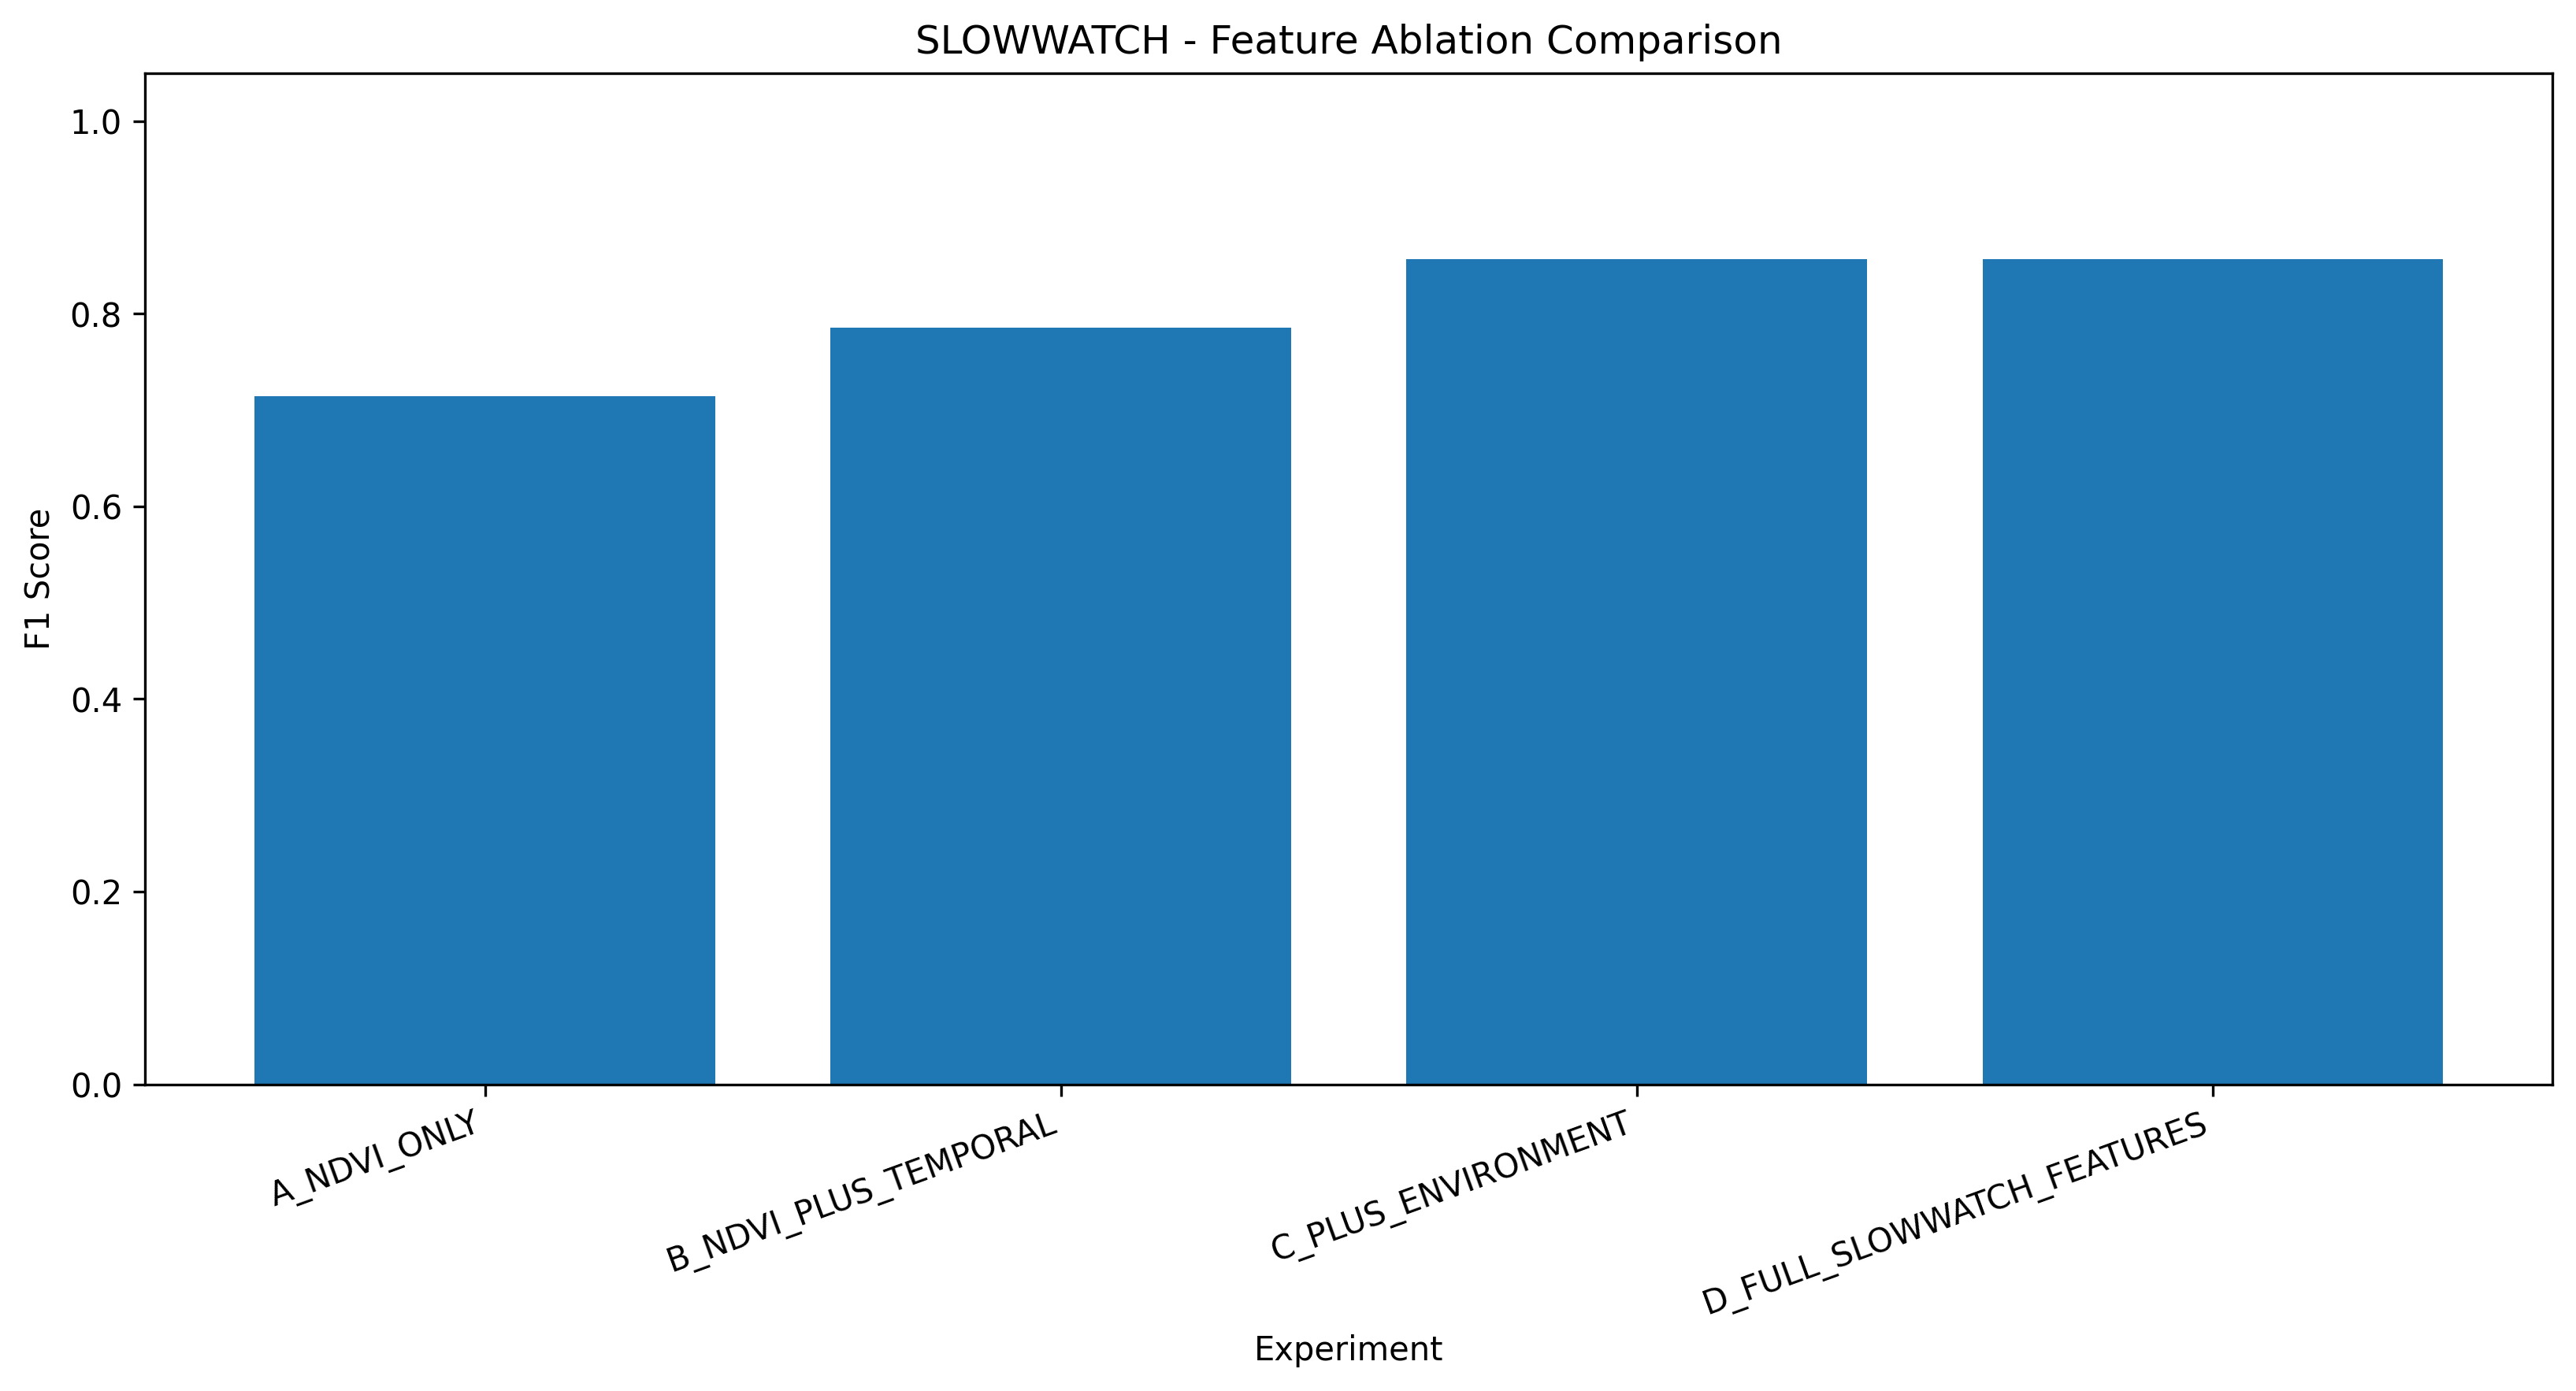 SLOWWATCH - Feature Ablation Comparison
1.0
0.8
0.6
0.4
0.2
0.0
F1 Score
A_NDVI_ONLY
B_NDVI_PLUS_TEMPORAL
C_PLUS_ENVIRONMENT
D_FULL_SLOWWATCH_FEATURES
Experiment